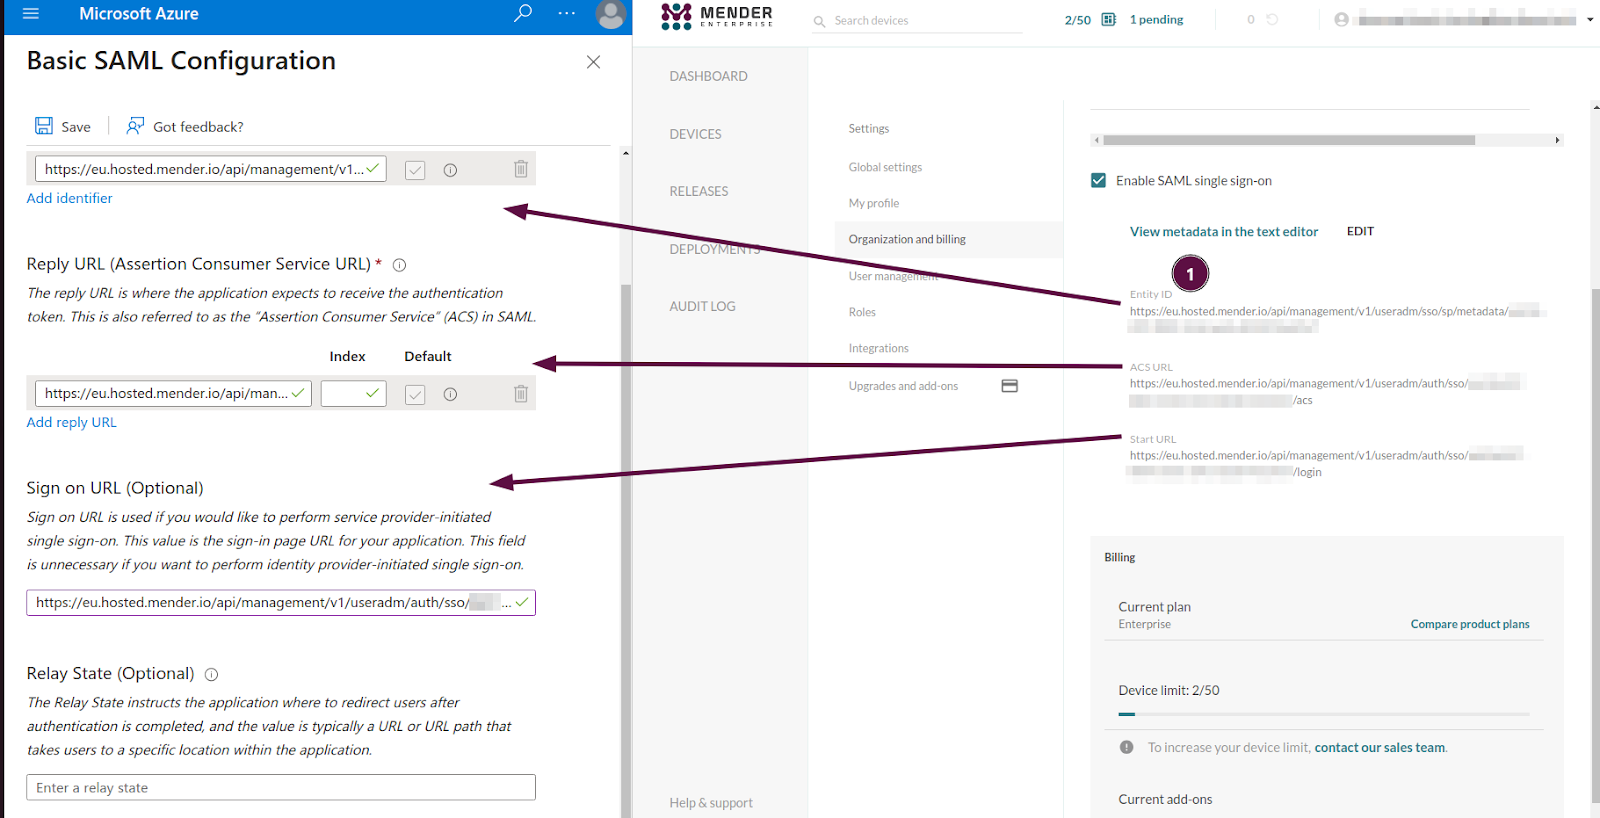 Microsoft Azure
Basic SAML Configuration
Save
Got feedback?
https://eu.hosted.mender.io/api/management/v1...
Add identifier
Reply URL (Assertion Consumer Service URL) *
The reply URL is where the application expects to receive the authentication
token. This is also referred to as the “Assertion Consumer Service” (ACS) in SAML.
Index Default
https://eu.hosted.mender.io/api/man...
Add reply URL
Sign on URL (Optional)
Sign on URL is used if you would like to perform service provider-initiated
single sign-on. This value is the sign-in page URL for your application. This field
is unnecessary if you want to perform identity provider-initiated single sign-on.
https://eu.hosted.mender.io/api/management/v1/useradm/auth/sso/ ...
Relay State (Optional)
The Relay State instructs the application where to redirect users after
authentication is completed, and the value is typically a URL or URL path that
takes users to a specific location within the application.
Enter a relay state
MENDER
ENTERPRISE
Search devices
2/50
1 pending
0
DASHBOARD
DEVICES
RELEASES
DEPLOYMENTS
AUDIT LOG
Help & support
Settings
Global settings
My profile
Organization and billing
User management
Roles
Integrations
Upgrades and add-ons
Enable SAML single sign-on
View metadata in the text editor EDIT
1
Entity ID
https://eu.hosted.mender.io/api/management/v1/useradm/sso/sp/metadata/
ACS URL
https://eu.hosted.mender.io/api/management/v1/useradm/auth/sso/
/acs
Start URL
https://eu.hosted.mender.io/api/management/v1/useradm/auth/sso/
/login
Billing
Current plan
Enterprise
Compare product plans
Device limit: 2/50
To increase your device limit, contact our sales team.
Current add-ons